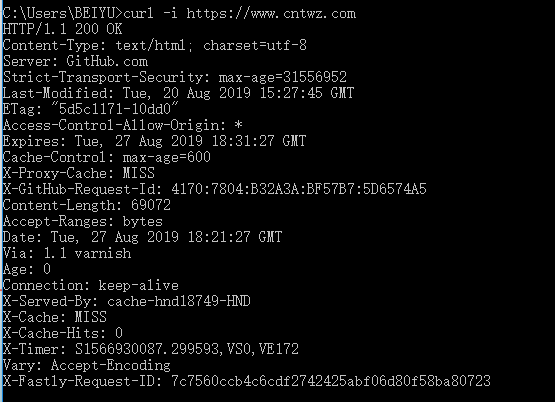 C:\Users\BEIYU>curl -i https://www.cntwz.com
HTTP/1.1 200 OK
Content-Type: text/html; charset=utf-8
Server: GitHub.com
Strict-Transport-Security: max-age=31556952
Last-Modified: Tue, 20 Aug 2019 15:27:45 GMT
ETag: "5d5c1171-10dd0"
Access-Control-Allow-Origin: *
Expires: Tue, 27 Aug 2019 18:31:27 GMT
Cache-Control: max-age=600
X-Proxy-Cache: MISS
X-GitHub-Request-Id: 4170:7804:B32A3A:BF57B7:5D6574A5
Content-Length: 69072
Accept-Ranges: bytes
Date: Tue, 27 Aug 2019 18:21:27 GMT
Via: 1.1 varnish
Age: 0
Connection: keep-alive
X-Served-By: cache-hnd18749-HND
X-Cache: MISS
X-Cache-Hits: 0
X-Timer: S1566930087.299593,VS0,VE172
Vary: Accept-Encoding
X-Fastly-Request-ID: 7c7560ccb4c6cdf2742425abf06d80f58ba80723